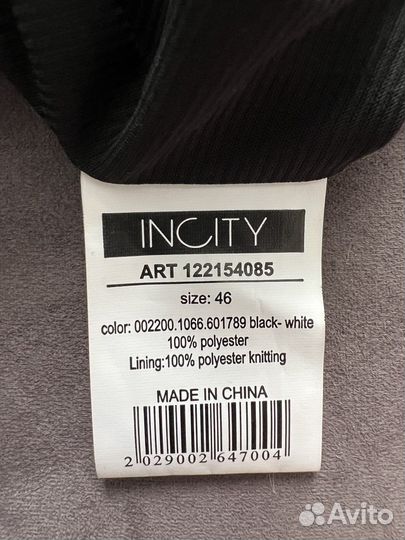 INCITY
ART 122154085
size: 46
color: 002200.1066.601789 black- white
100% polyester
Lining:100% polyester knitting
MADE IN CHINA
2 029002 647004
Avito